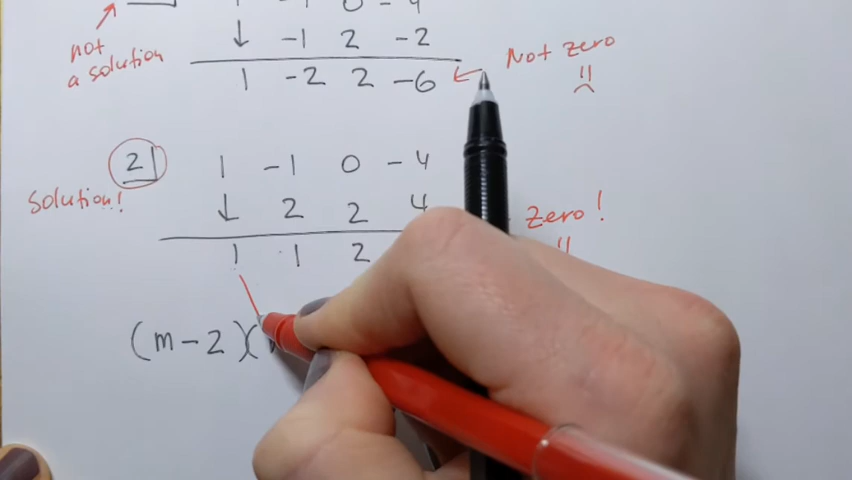 not
a solution
↓ -1 2 -2
1 -2 2 -6
Not zero
2 1 -1 0 -4
Solution!
↓ 2 2 4
Zero!
1 1 2
(m-2)(